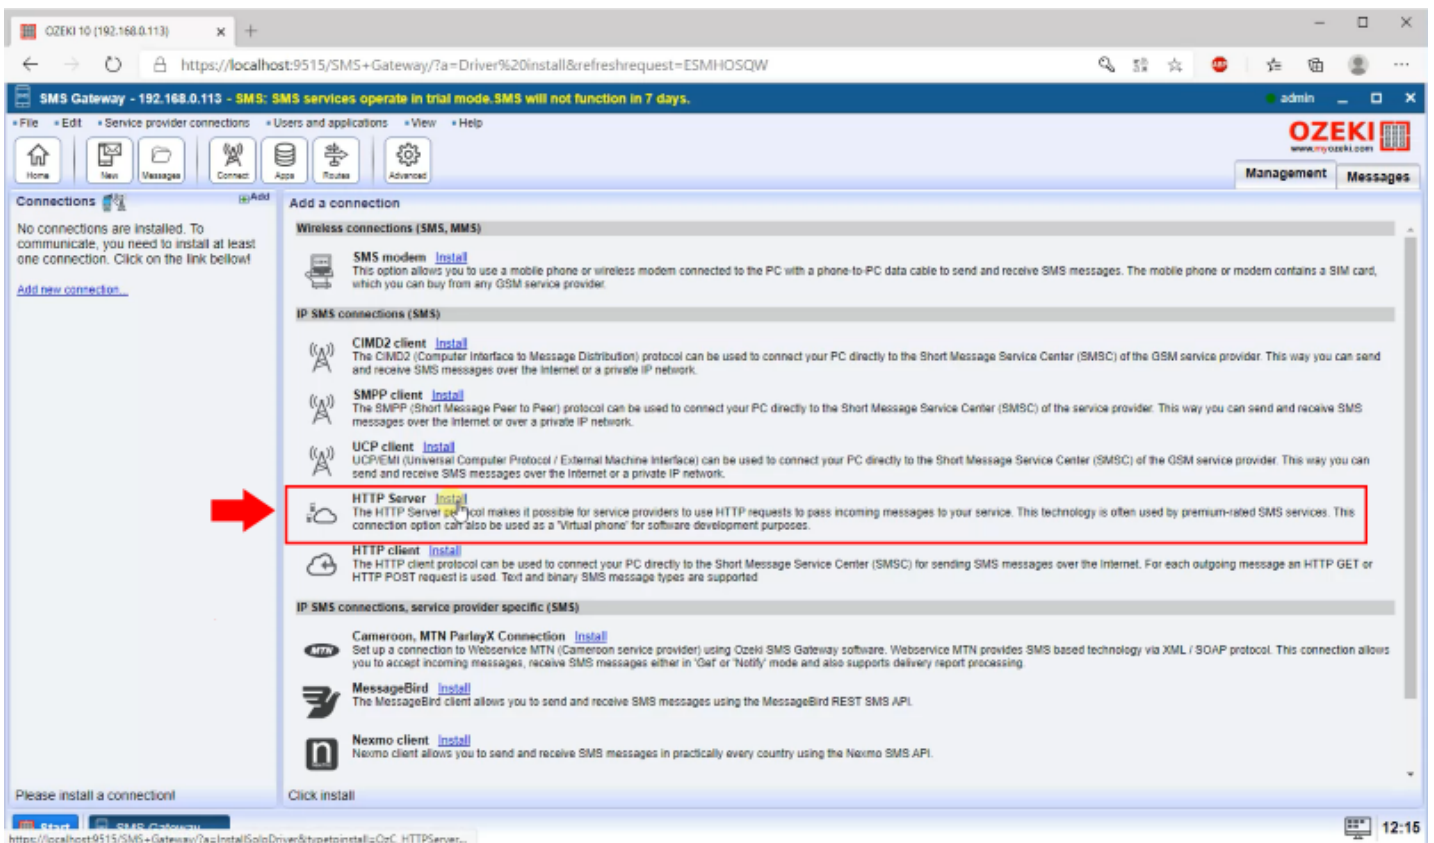 OZEKI 10 (192.168.0.113)
https://localhost:9515/SMS+Gateway/?a=Driver%20install&refreshrequest=ESMHOSQW
SMS Gateway - 192.168.0.113 - SMS: SMS services operate in trial mode.SMS will not function in 7 days.
admin
File Edit Service provider connections Users and applications View Help
OZEKI
www.myozeki.com
Home New Messages Connect Apps Routes Advanced
Management Messages
Connections Add
No connections are installed. To
communicate, you need to install at least
one connection. Click on the link bellow!
Add new connection...
Please install a connection!
Add a connection
Wireless connections (SMS, MMS)
SMS modem Install
This option allows you to use a mobile phone or wireless modem connected to the PC with a phone-to-PC data cable to send and receive SMS messages. The mobile phone or modem contains a SIM card,
which you can buy from any GSM service provider.
IP SMS connections (SMS)
CIMD2 client Install
The CIMD2 (Computer Interface to Message Distribution) protocol can be used to connect your PC directly to the Short Message Service Center (SMSC) of the GSM service provider. This way you can send
and receive SMS messages over the Internet or a private IP network.
SMPP client Install
The SMPP (Short Message Peer to Peer) protocol can be used to connect your PC directly to the Short Message Service Center (SMSC) of the service provider. This way you can send and receive SMS
messages over the Internet or over a private IP network.
UCP client Install
UCP/EMI (Universal Computer Protocol / External Machine Interface) can be used to connect your PC directly to the Short Message Service Center (SMSC) of the GSM service provider. This way you can
send and receive SMS messages over the Internet or a private IP network.
HTTP Server Install
The HTTP Server protocol makes it possible for service providers to use HTTP requests to pass incoming messages to your service. This technology is often used by premium-rated SMS services. This
connection option can also be used as a 'Virtual phone' for software development purposes.
HTTP client Install
The HTTP client protocol can be used to connect your PC directly to the Short Message Service Center (SMSC) for sending SMS messages over the Internet. For each outgoing message an HTTP GET or
HTTP POST request is used. Text and binary SMS message types are supported
IP SMS connections, service provider specific (SMS)
Cameroon, MTN ParlayX Connection Install
MTN
Set up a connection to Webservice MTN (Cameroon service provider) using Ozeki SMS Gateway software. Webservice MTN provides SMS based technology via XML / SOAP protocol. This connection allows
you to accept incoming messages, receive SMS messages either in 'Get' or 'Notify' mode and also supports delivery report processing.
MessageBird Install
The MessageBird client allows you to send and receive SMS messages using the MessageBird REST SMS API.
Nexmo client Install
Nexmo client allows you to send and receive SMS messages in practically every country using the Nexmo SMS API.
Click install
Start SMS Gateway
12:15
https://localhost:9515/SMS+Gateway/?a=InstallSoloDriver&typetoinstall=OzC_HTTPServer...